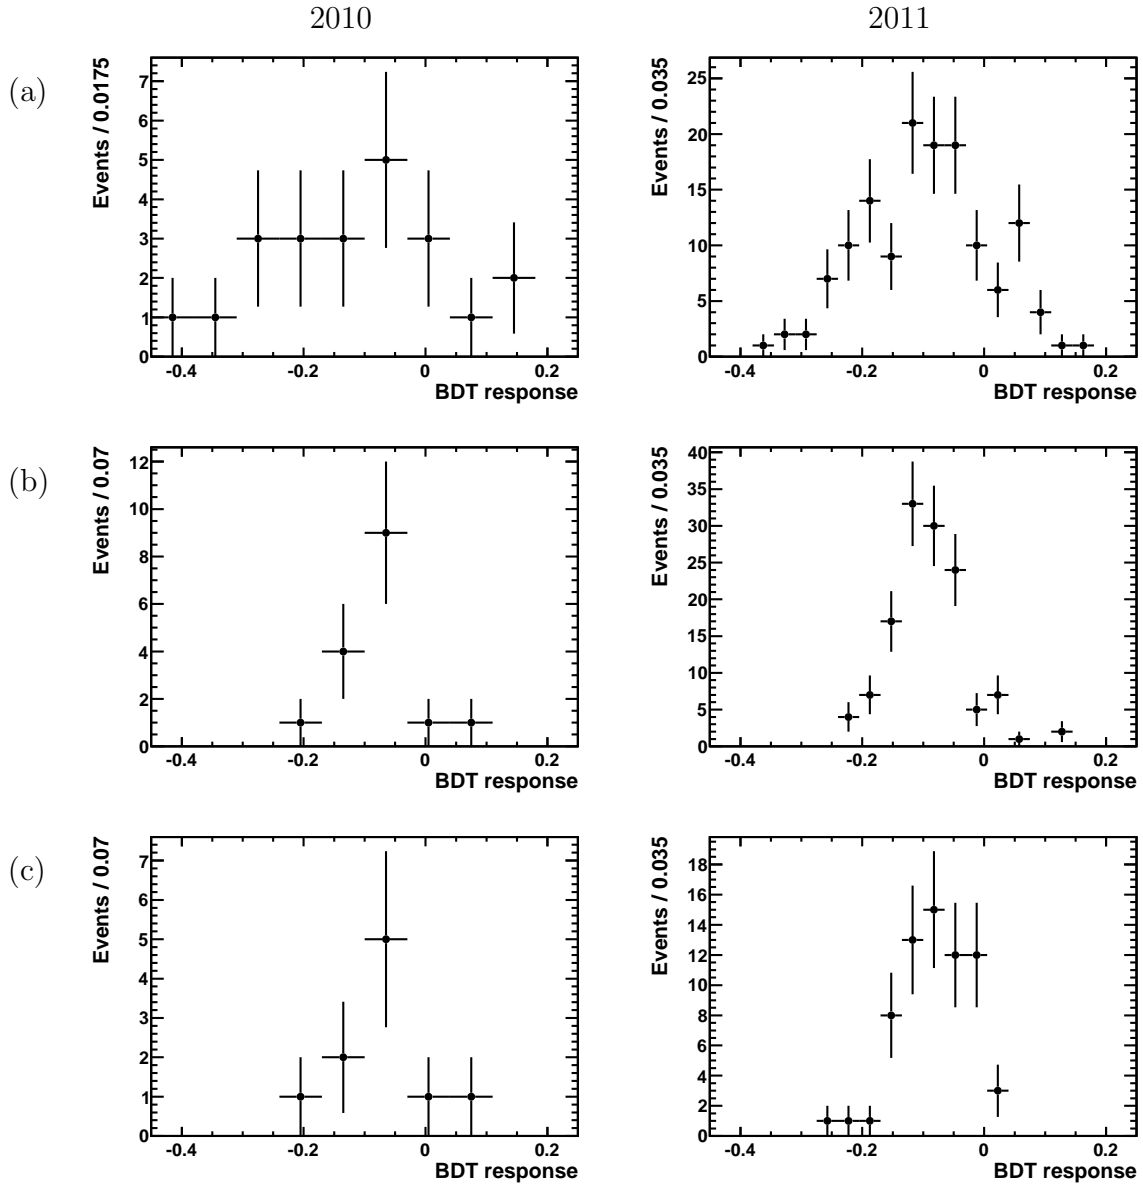 2010 2011
(a)
Events / 0.0175
7
6
5
4
3
2
1
0
-0.4 -0.2 0 0.2
BDT response
Events / 0.035
25
20
15
10
5
0
-0.4 -0.2 0 0.2
BDT response
(b)
Events / 0.07
12
10
8
6
4
2
0
-0.4 -0.2 0 0.2
BDT response
Events / 0.035
40
35
30
25
20
15
10
5
0
-0.4 -0.2 0 0.2
BDT response
(c)
Events / 0.07
7
6
5
4
3
2
1
0
-0.4 -0.2 0 0.2
BDT response
Events / 0.035
18
16
14
12
10
8
6
4
2
0
-0.4 -0.2 0 0.2
BDT response